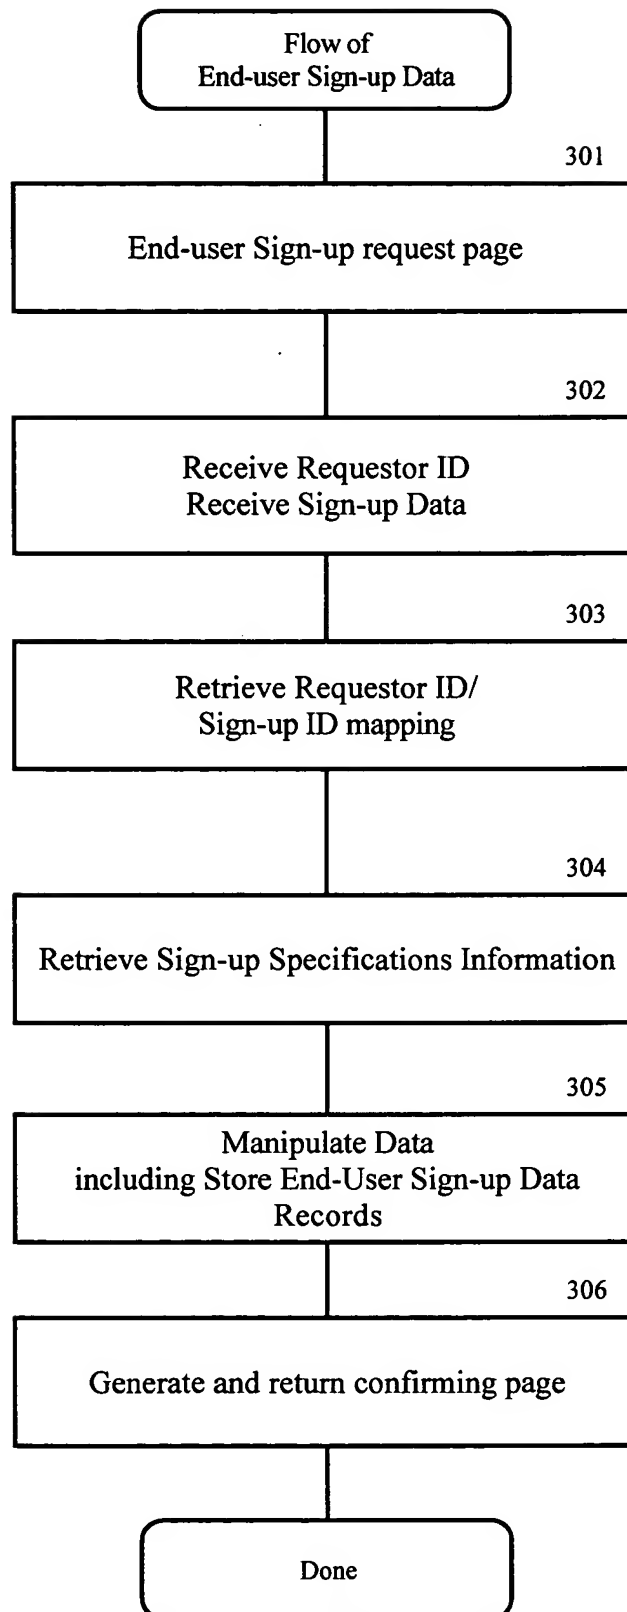 Flow of
End-user Sign-up Data
301
End-user Sign-up request page
302
Receive Requestor ID
Receive Sign-up Data
303
Retrieve Requestor ID/
Sign-up ID mapping
304
Retrieve Sign-up Specifications Information
305
Manipulate Data
including Store End-User Sign-up Data
Records
306
Generate and return confirming page
Done